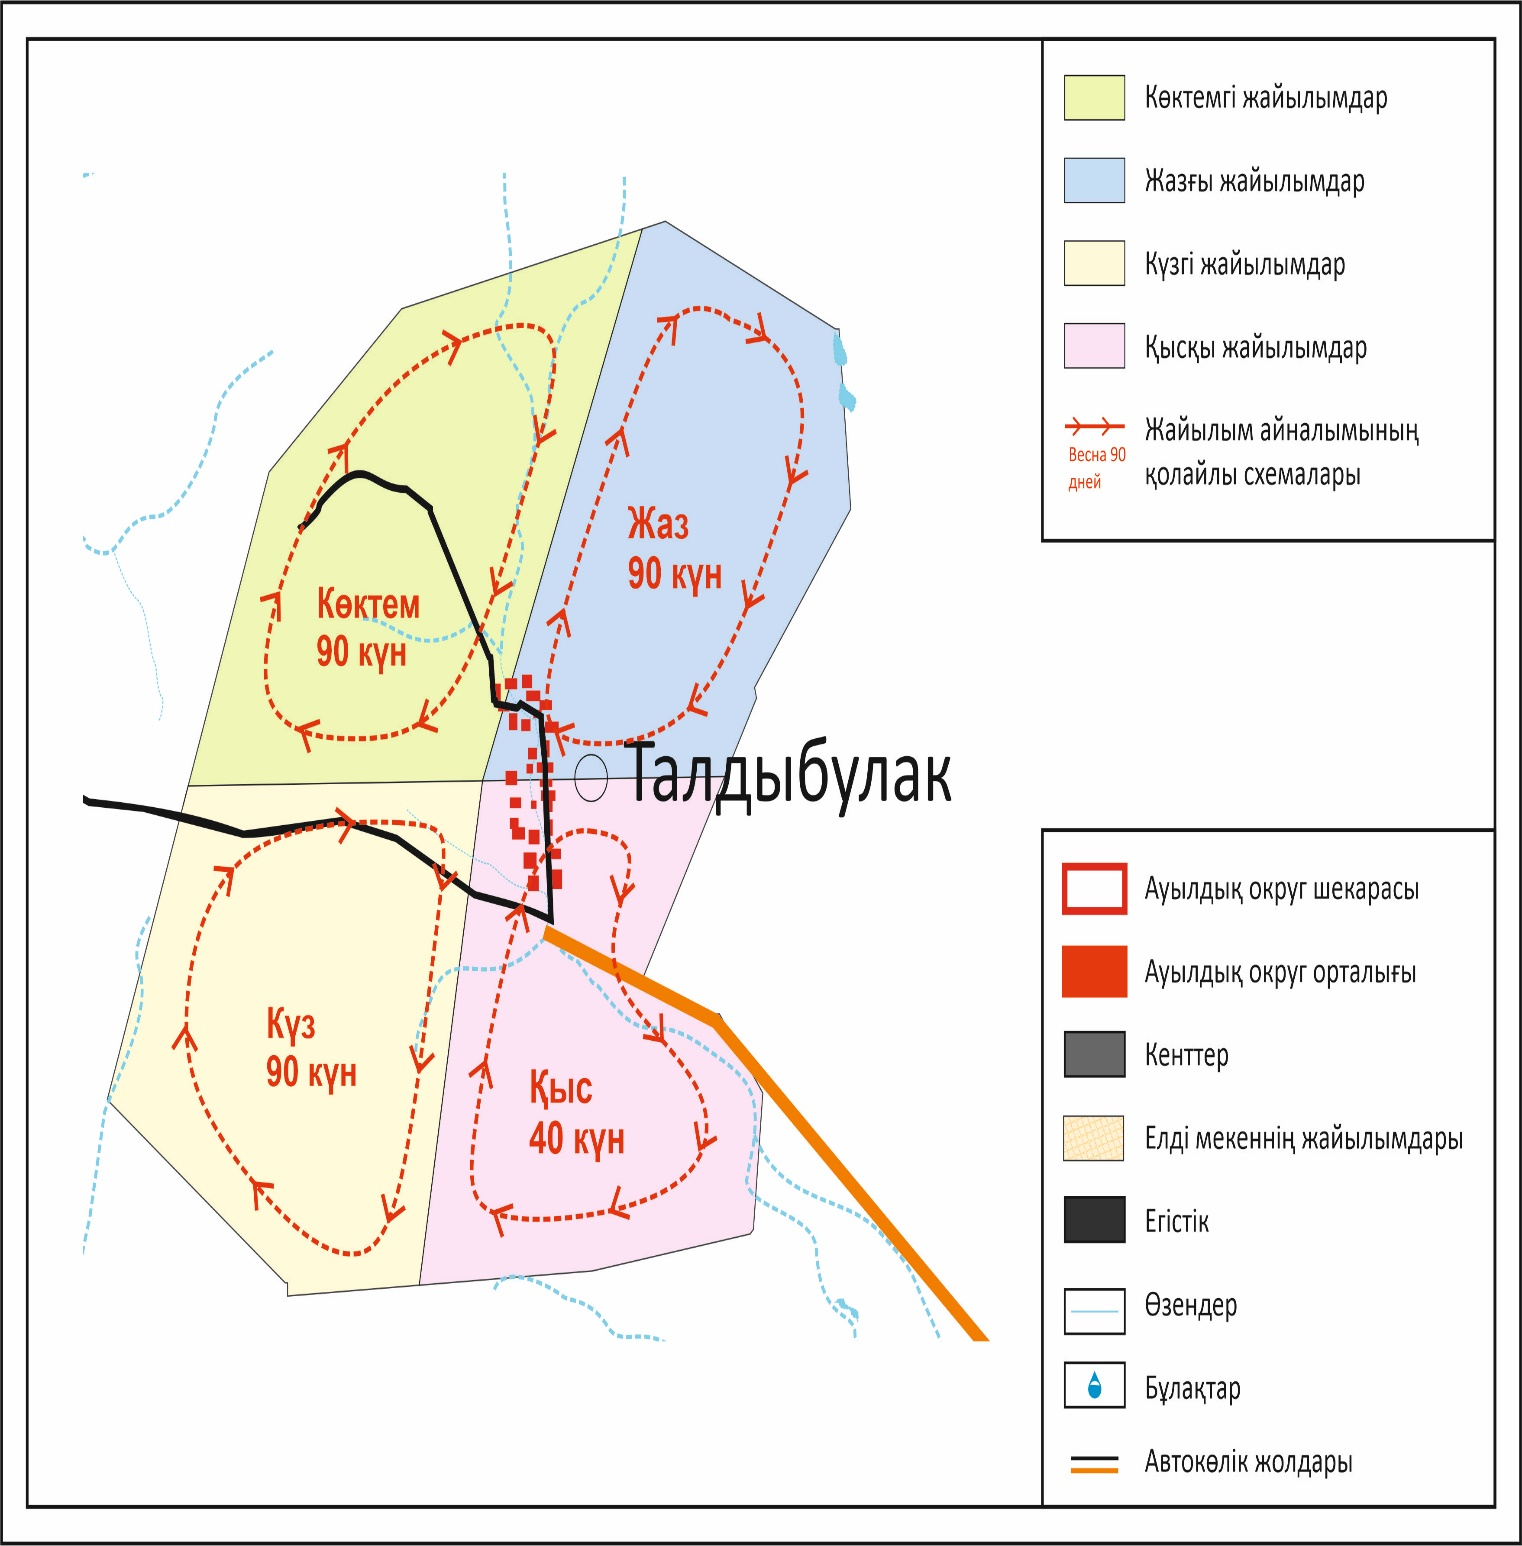 Көктемгі жайылымдар
Жазғы жайылымдар
Күзгі жайылымдар
Қысқы жайылымдар
Весна 90
дней
Жайылым айналымының
қолайлы схемалары
Жаз
90 күн
Көктем
90 күн
Талдыбұлак
Күз
90 күн
Қыс
40 күн
Ауылдық округ шекарасы
Ауылдық округ орталығы
Кенттер
Елді мекеннің жайылымдары
Егістік
Өзендер
Бұлақтар
Автокөлік жолдары